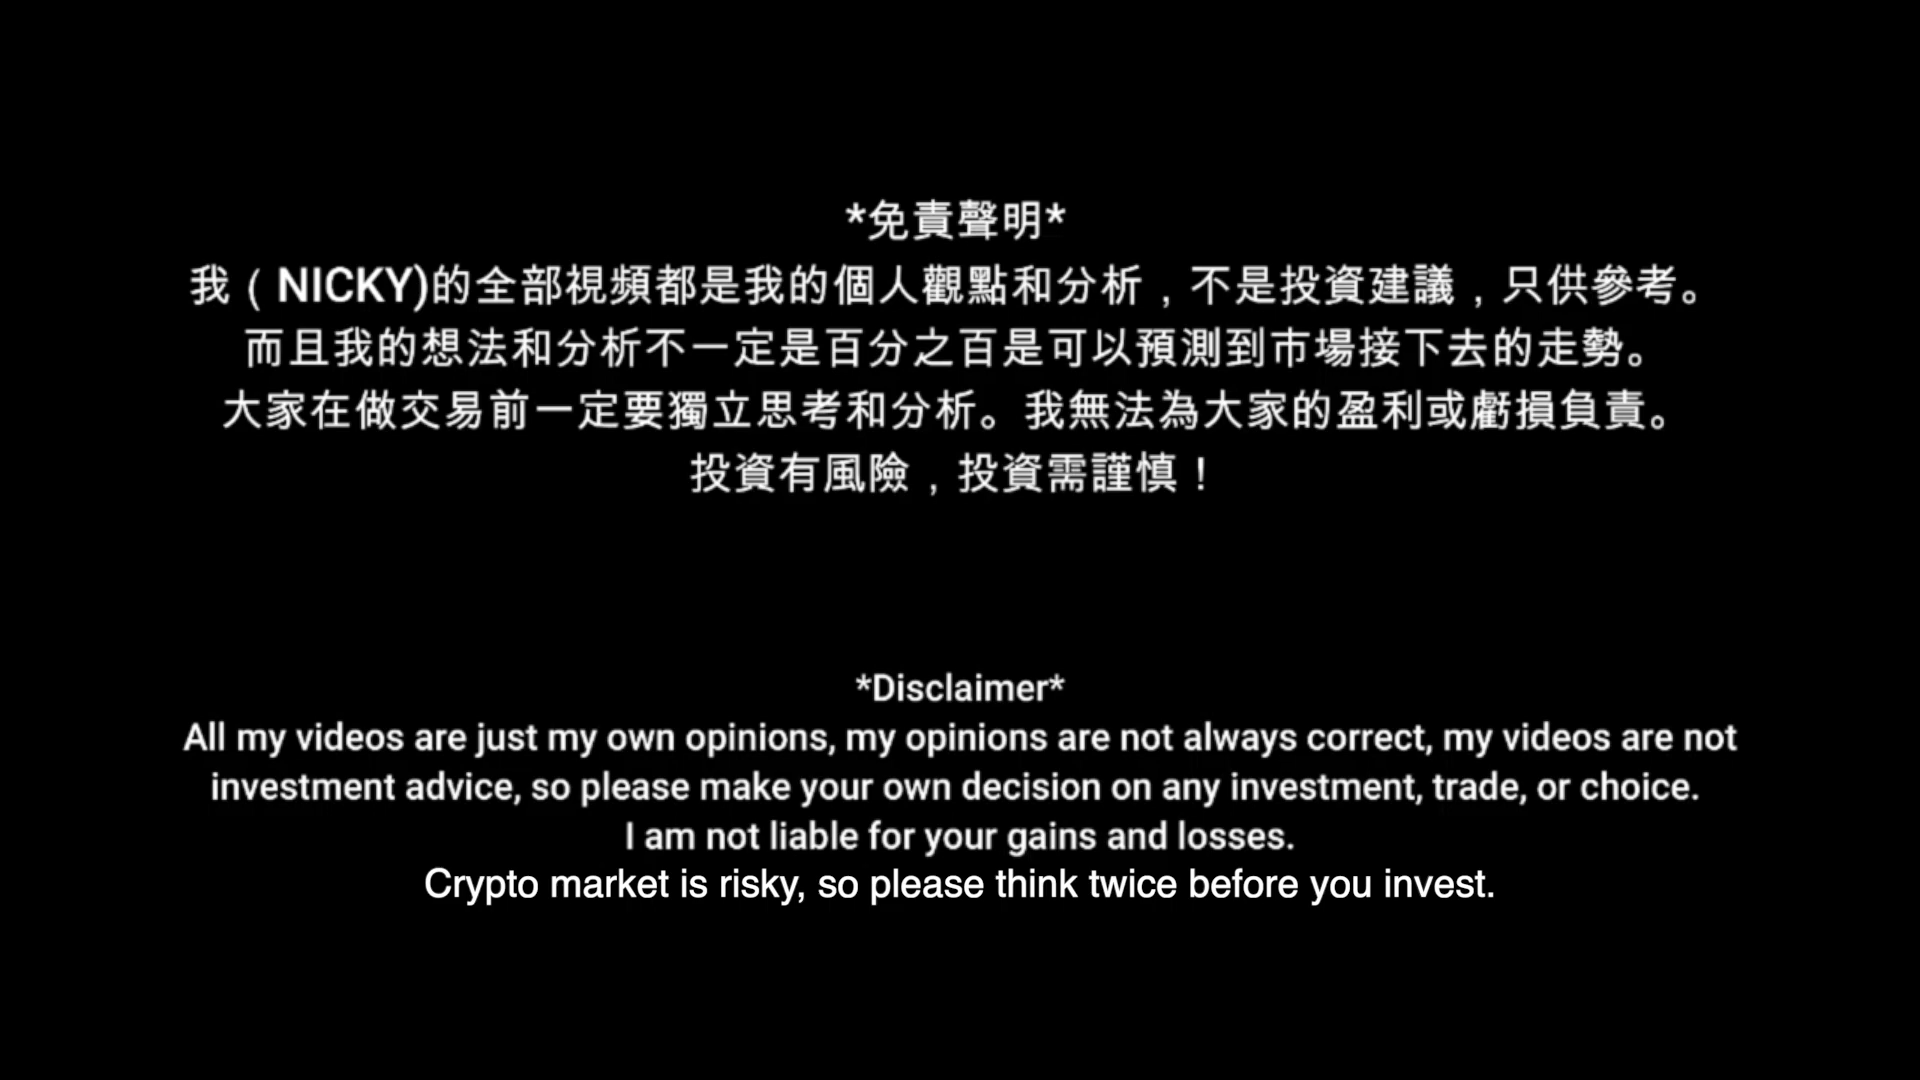 *免責聲明*
我（NICKY)的全部視頻都是我的個人觀點和分析，不是投資建議，只供參考。
而且我的想法和分析不一定是百分之百是可以預測到市場接下去的走勢。
大家在做交易前一定要獨立思考和分析。我無法為大家的盈利或虧損負責。
投資有風險，投資需謹慎！
*Disclaimer*
All my videos are just my own opinions, my opinions are not always correct, my videos are not
investment advice, so please make your own decision on any investment, trade, or choice.
I am not liable for your gains and losses.
Crypto market is risky, so please think twice before you invest.